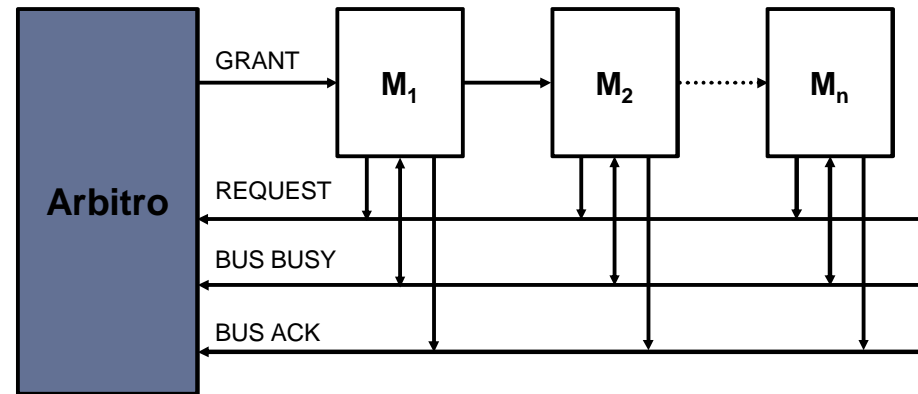 GRANT
M₁
M₂
Mₙ
Arbitro
REQUEST
BUS BUSY
BUS ACK